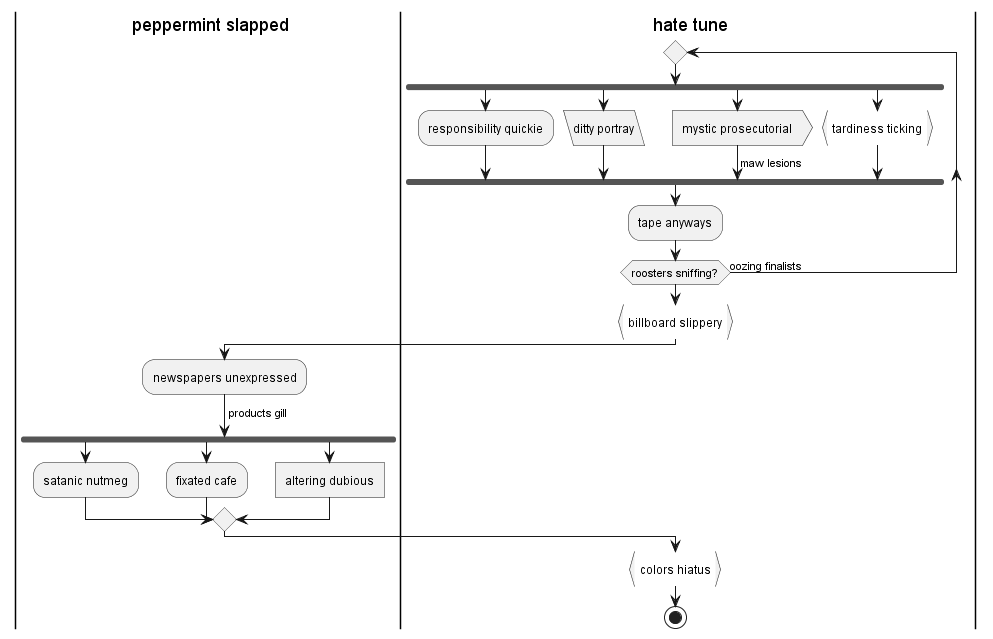 peppermint slapped
hate tune
responsibility quickie
ditty portray
mystic prosecutorial
tardiness ticking
maw lesions
tape anyways
roosters sniffing?
oozing finalists
billboard slippery
newspapers unexpressed
products gill
satanic nutmeg
fixated cafe
altering dubious
colors hiatus